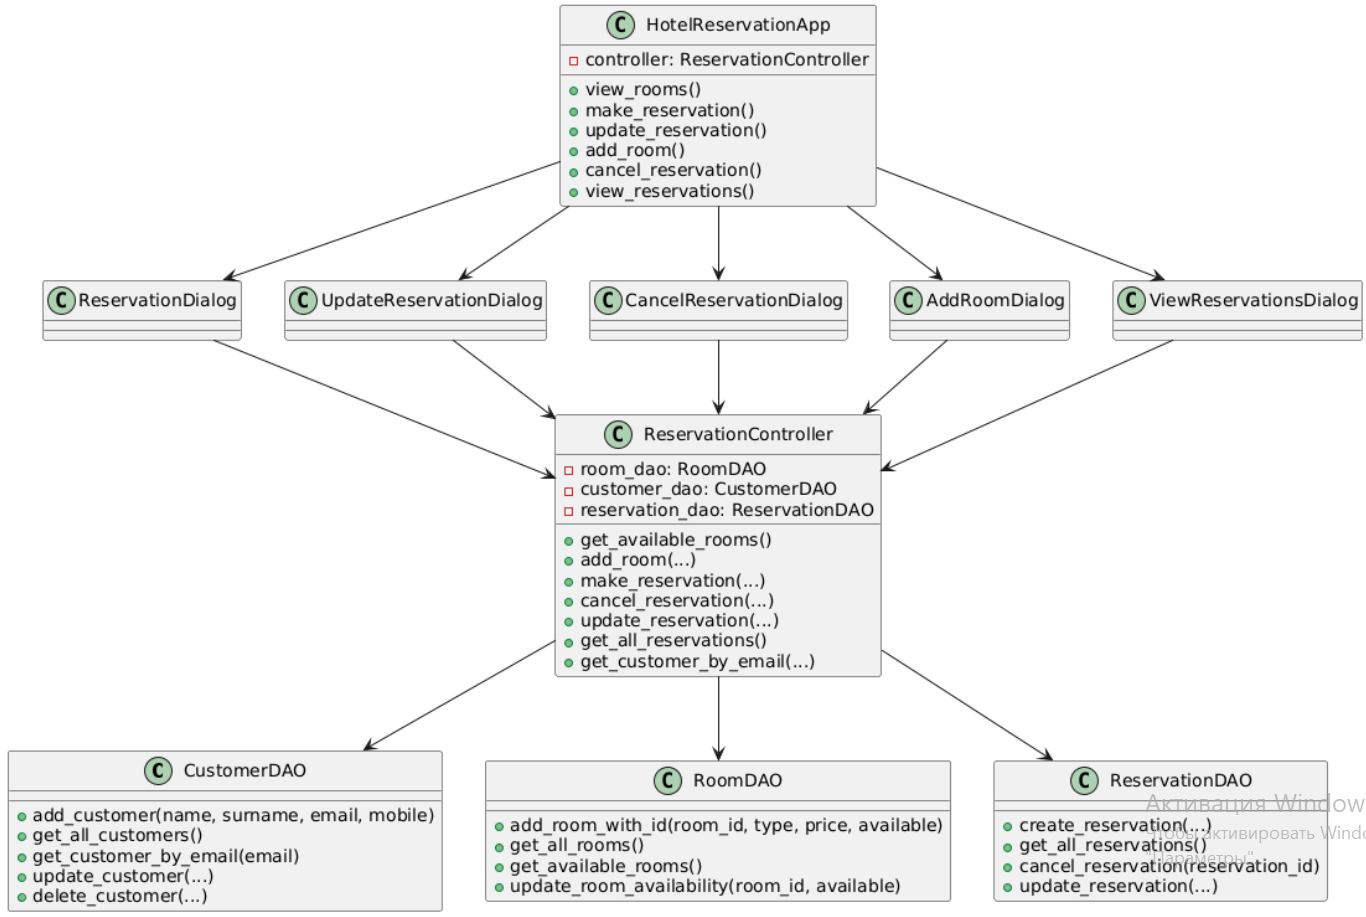 C HotelReservationApp
controller: ReservationController
view_rooms()
make_reservation()
update_reservation()
add_room()
cancel_reservation()
view_reservations()
C ReservationDialog
C UpdateReservationDialog
C CancelReservationDialog
C AddRoomDialog
C ViewReservationsDialog
C ReservationController
room_dao: RoomDAO
customer_dao: CustomerDAO
reservation_dao: ReservationDAO
get_available_rooms()
add_room(...)
make_reservation(...)
cancel_reservation(...)
update_reservation(...)
get_all_reservations()
get_customer_by_email(...)
C CustomerDAO
add_customer(name, surname, email, mobile)
get_all_customers()
get_customer_by_email(email)
update_customer(...)
delete_customer(...)
C RoomDAO
add_room_with_id(room_id, type, price, available)
get_all_rooms()
get_available_rooms()
update_room_availability(room_id, available)
C ReservationDAO
create_reservation(...)
get_all_reservations()
cancel_reservation(reservation_id)
update_reservation(...)
Активация Window
Чтобы активировать Windo
"Параметры"